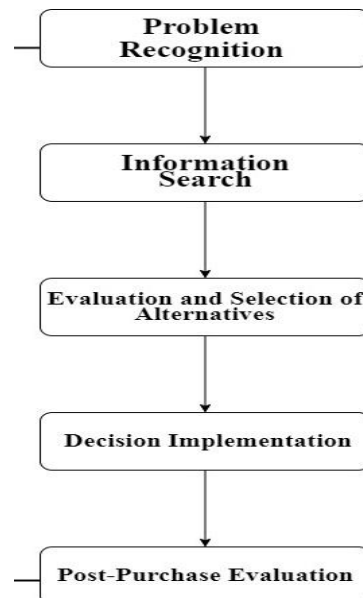 Problem
Recognition
Information
Search
Evaluation and Selection of
Alternatives
Decision Implementation
Post-Purchase Evaluation